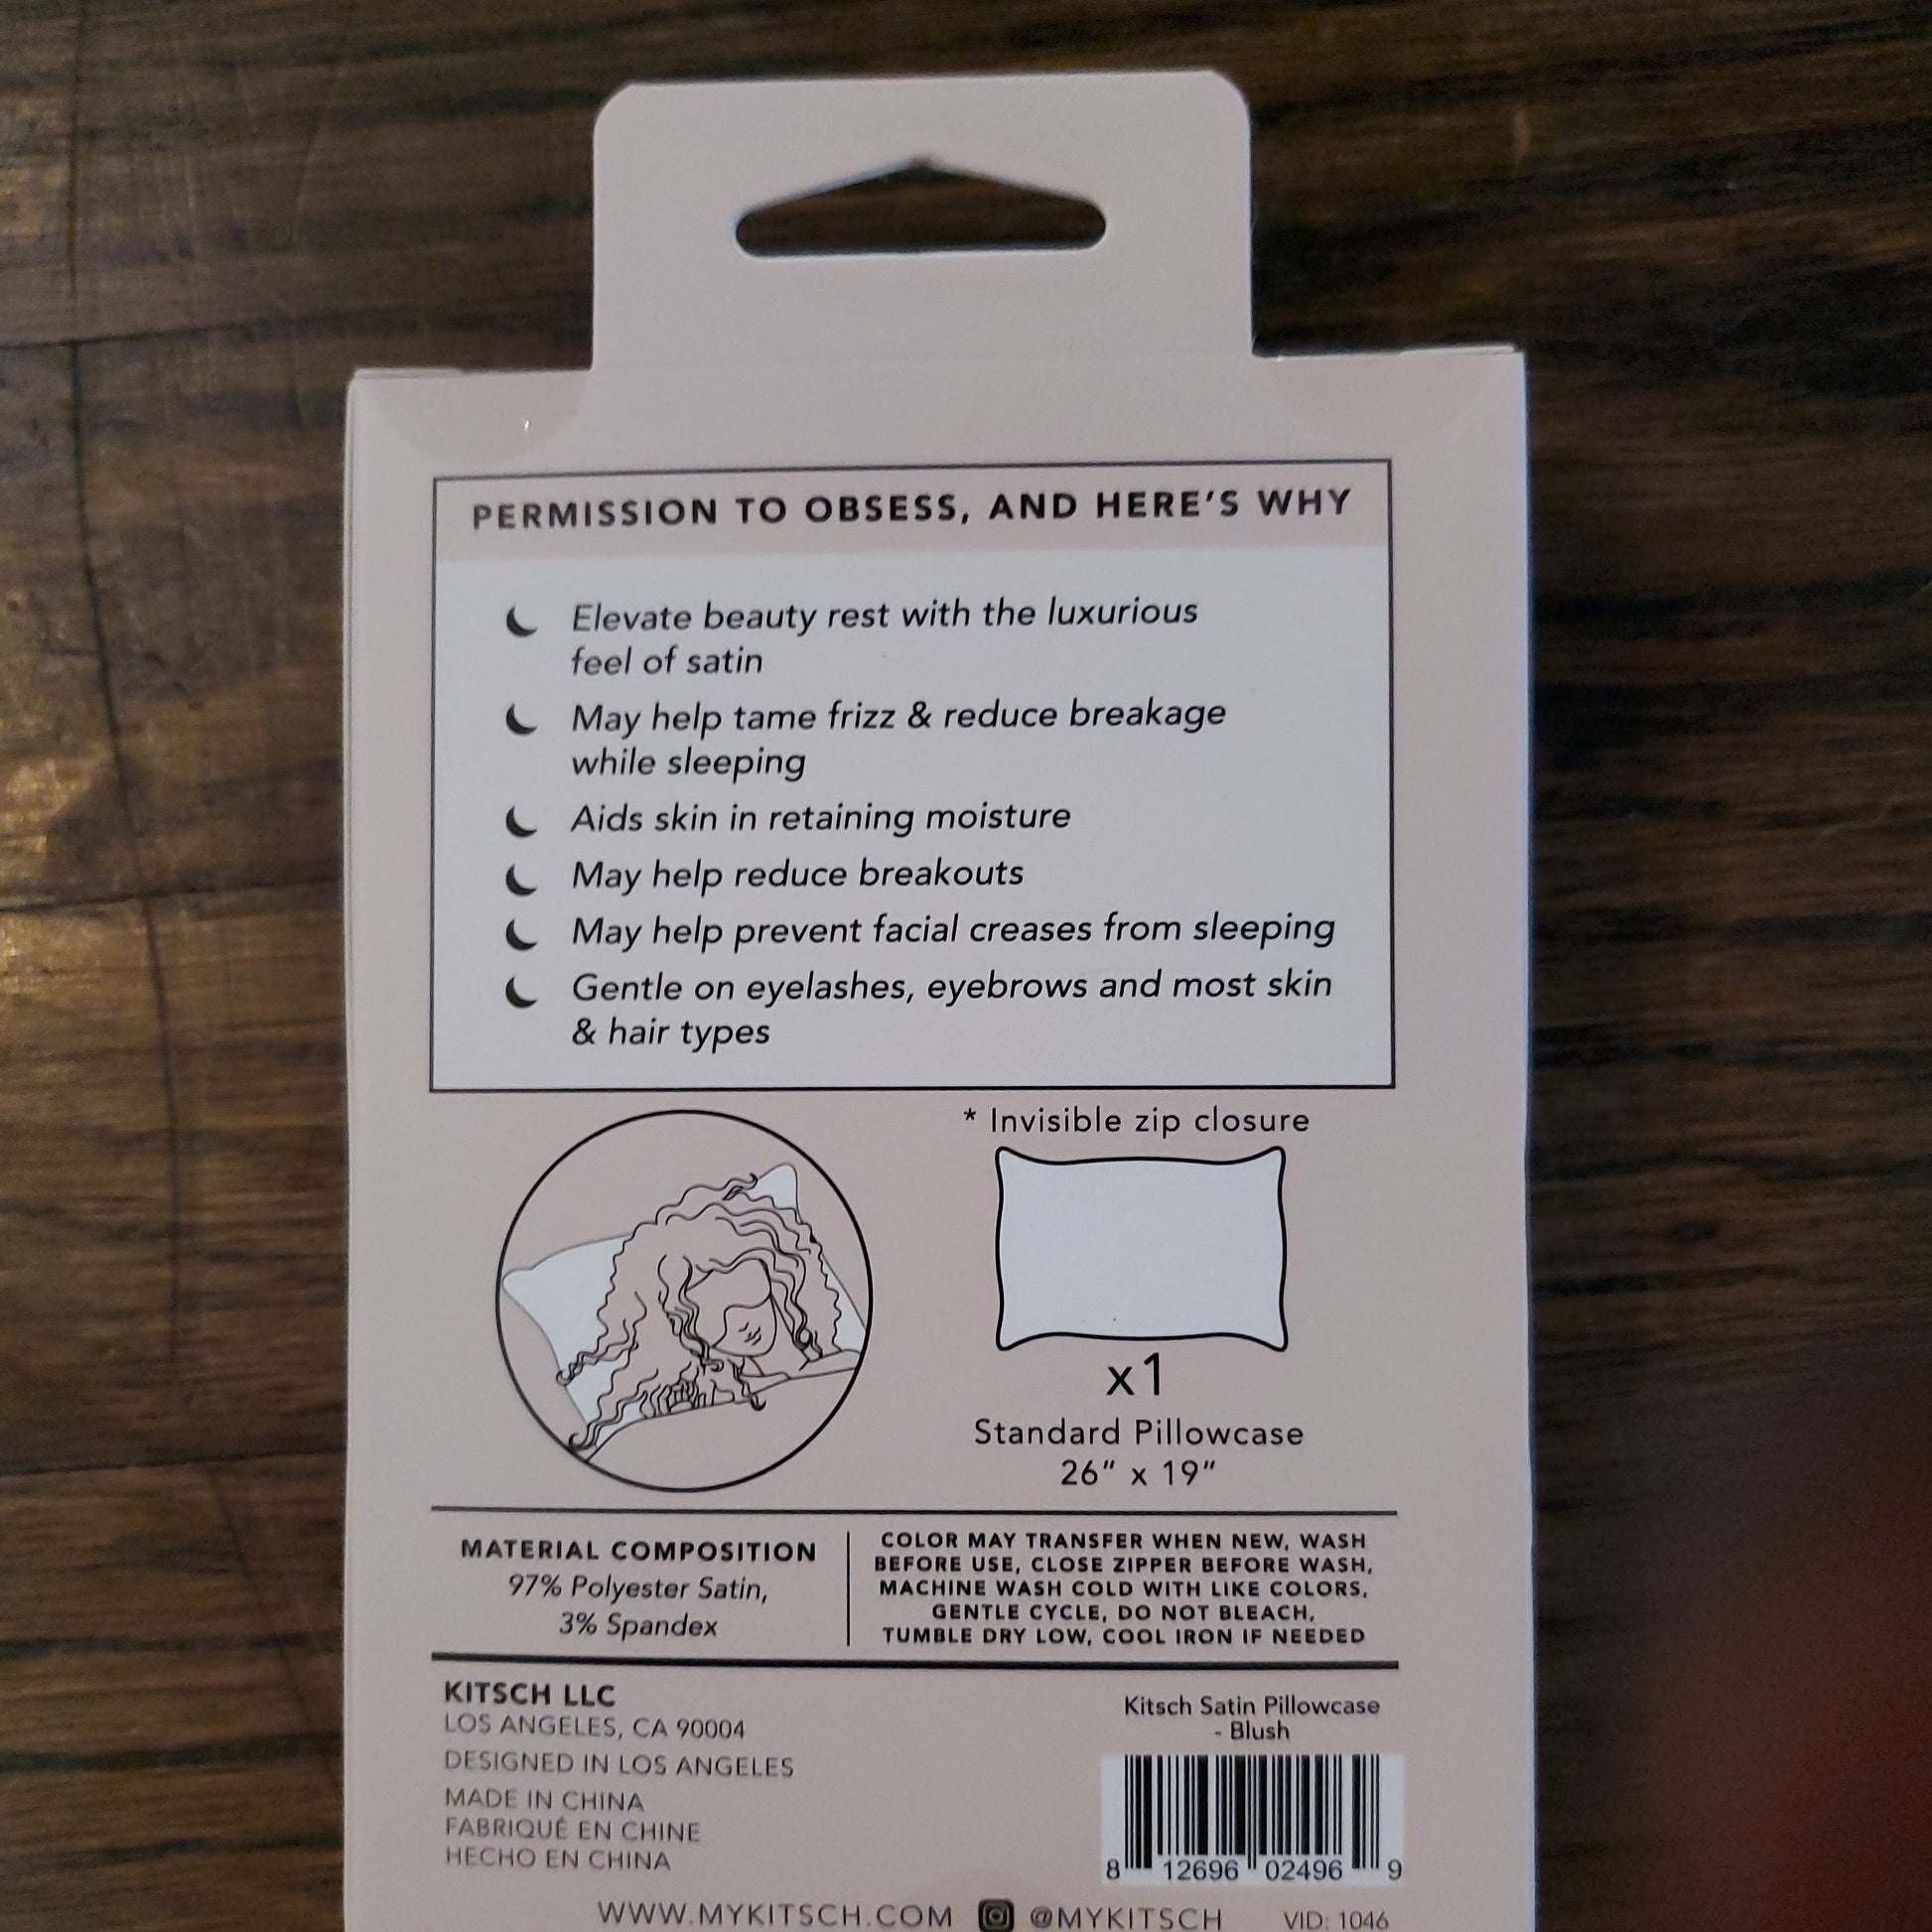 PERMISSION TO OBSESS, AND HERE'S WHY
Elevate beauty rest with the luxurious
feel of satin
May help tame frizz & reduce breakage
while sleeping
Aids skin in retaining moisture
May help reduce breakouts
May help prevent facial creases from sleeping
Gentle on eyelashes, eyebrows and most skin
& hair types
* Invisible zip closure
x1
Standard Pillowcase
26" x 19"
MATERIAL COMPOSITION
97% Polyester Satin,
3% Spandex
COLOR MAY TRANSFER WHEN NEW, WASH
BEFORE USE, CLOSE ZIPPER BEFORE WASH,
MACHINE WASH COLD WITH LIKE COLORS,
GENTLE CYCLE, DO NOT BLEACH,
TUMBLE DRY LOW, COOL IRON IF NEEDED
KITSCH LLC
LOS ANGELES, CA 90004
DESIGNED IN LOS ANGELES
MADE IN CHINA
FABRIQUÉ EN CHINE
HECHO EN CHINA
Kitsch Satin Pillowcase
- Blush
8 12696 02496 9
WWW.MYKITSCH.COM @MYKITSCH VID: 1046